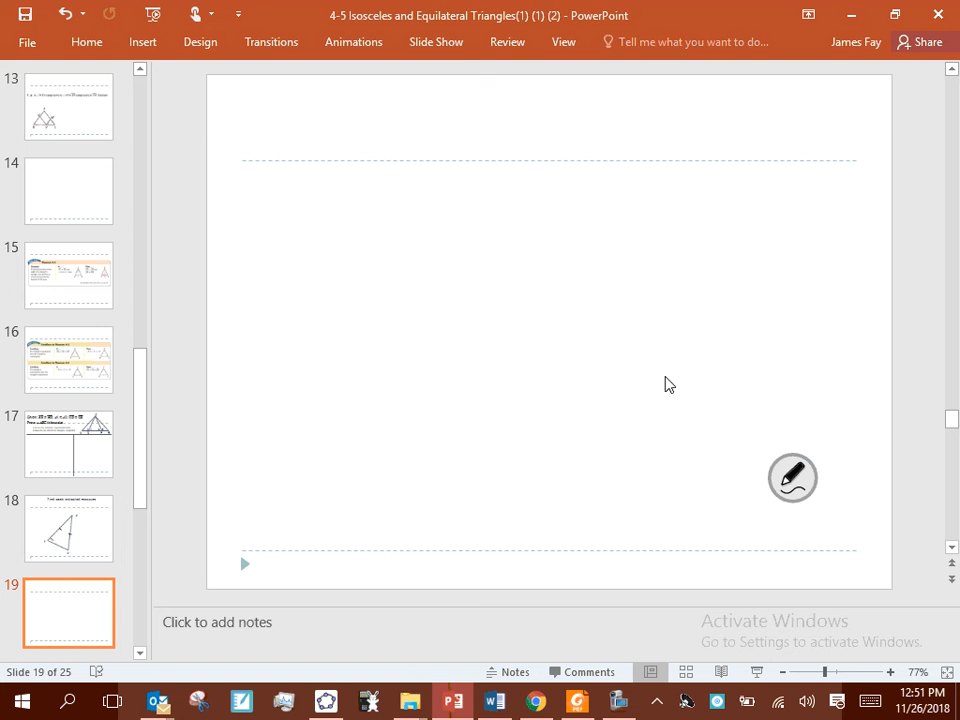 4-5 Isosceles and Equilateral Triangles(1) (1) (2) - PowerPoint
File Home Insert Design Transitions Animations Slide Show Review View Tell me what you want to do... James Fay Share
13
14
15
16
17
18
19
Click to add notes
Activate Windows
Go to Settings to activate Windows.
Slide 19 of 25 Notes Comments 77%
12:51 PM
11/26/2018